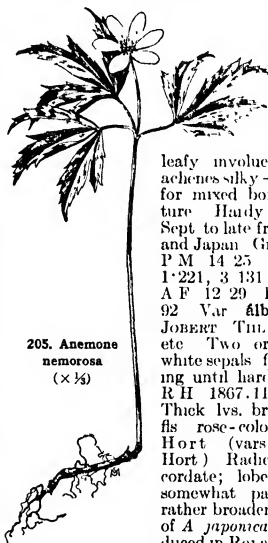 leafy involuc
achenes silky –
for mixed bor
ture Hardy
Sept to late fr
and Japan
P M 14 25
1·221, 3 131
A F 12 29
92 Var álb
JOBERT
etc Two or
white sepals f
ing until hard
R H 1867.11
Thick lvs. br
fls rose-colo
Hort (vars
Hort) Radic
cordate; lobe
somewhat pa
rather broader
of A japonica
205. Anemone
nemorosa
(× ⅓)